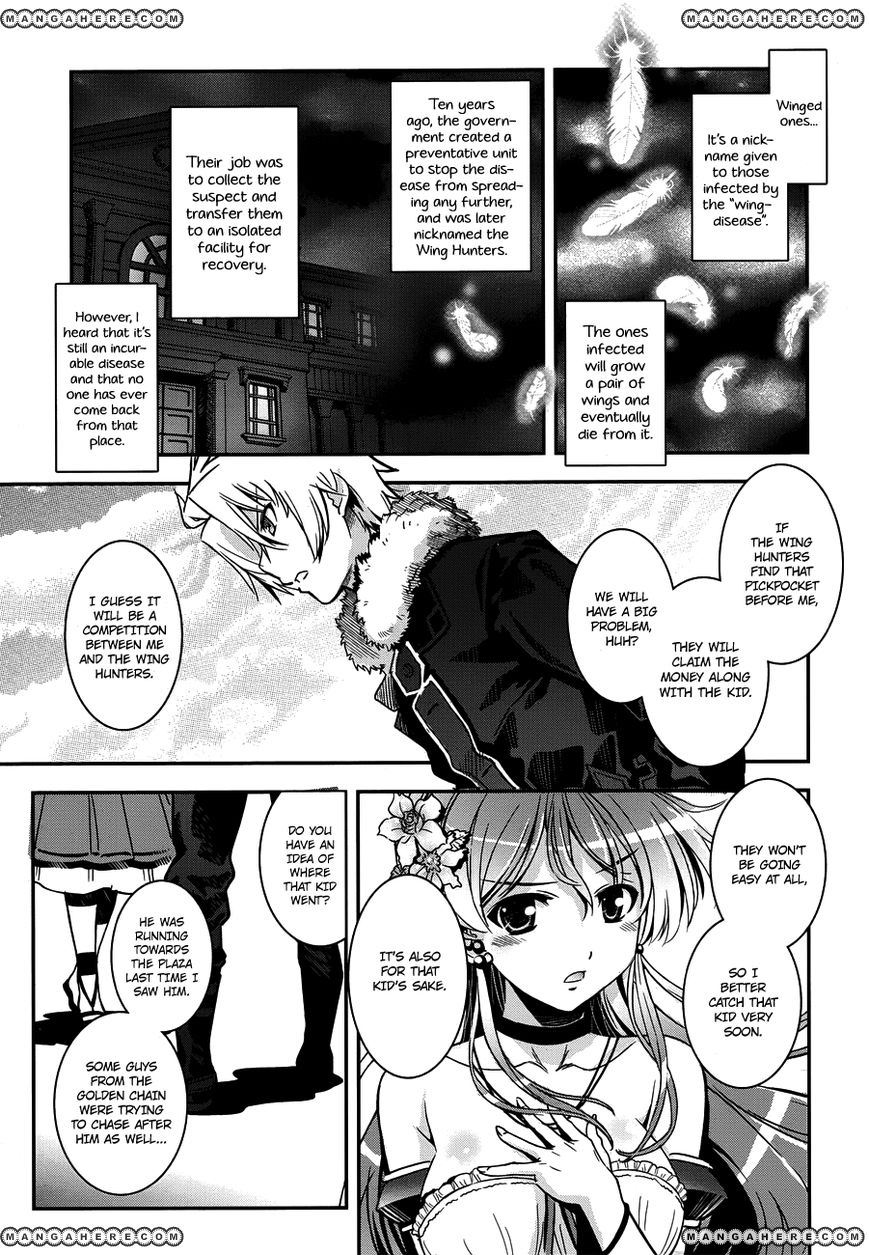 MANGAHERE.COM
MANGAHERE.COM
Winged
ones...
It's a nick-
name given
to those
infected by
the "wing-
disease".
The ones
infected
will grow
a pair of
wings and
eventually
die from it.
Ten years
ago, the govern-
ment created a
preventative unit
to stop the dis-
ease from spread-
ing any further,
and was later
nicknamed the
Wing Hunters.
Their job was
to collect the
suspect and
transfer them
to an isolated
facility for
recovery.
However, I
heard that it's
still an incur-
able disease
and that no
one has ever
come back
from that
place.
IF
THE WING
HUNTERS
FIND THAT
PICKPOCKET
BEFORE ME,
THEY WILL
CLAIM THE
MONEY ALONG
WITH THE KID.
WE WILL
HAVE A BIG
PROBLEM,
HUH?
I GUESS IT
WILL BE A
COMPETITION
BETWEEN ME
AND THE WING
HUNTERS.
THEY WON'T
BE GOING
EASY AT ALL,
SO I
BETTER
CATCH THAT
KID VERY
SOON.
IT'S ALSO
FOR THAT
KID'S SAKE.
DO YOU
HAVE AN
IDEA OF
WHERE
THAT KID
WENT?
HE WAS
RUNNING
TOWARDS
THE PLAZA
LAST TIME I
SAW HIM.
SOME GUYS
FROM THE
GOLDEN CHAIN
WERE TRYING
TO CHASE AFTER
HIM AS WELL...
MANGAHERE.COM
MANGAHERE.COM